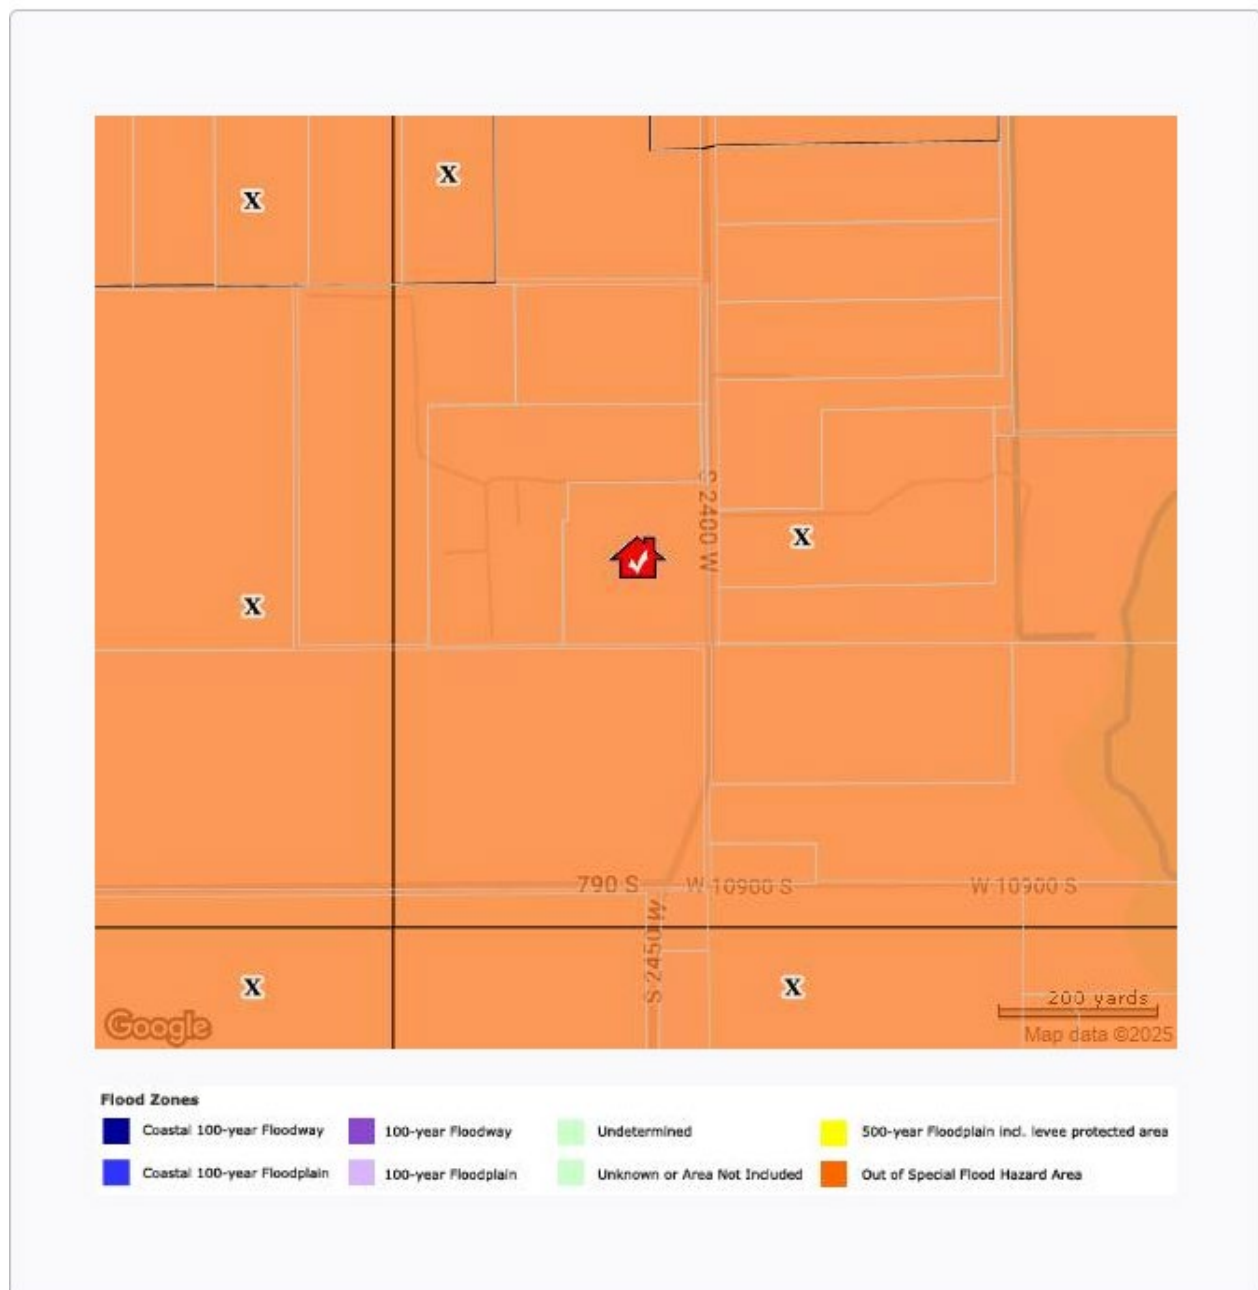 X
X
S 2400 W
X
X
790 S
W 10900 S
W 10900 S
S 2450 W
X
X
200 yards
Google
Map data ©2025
Flood Zones
Coastal 100-year Floodway
100-year Floodway
Undetermined
500-year Floodplain incl. levee protected area
Coastal 100-year Floodplain
100-year Floodplain
Unknown or Area Not Included
Out of Special Flood Hazard Area